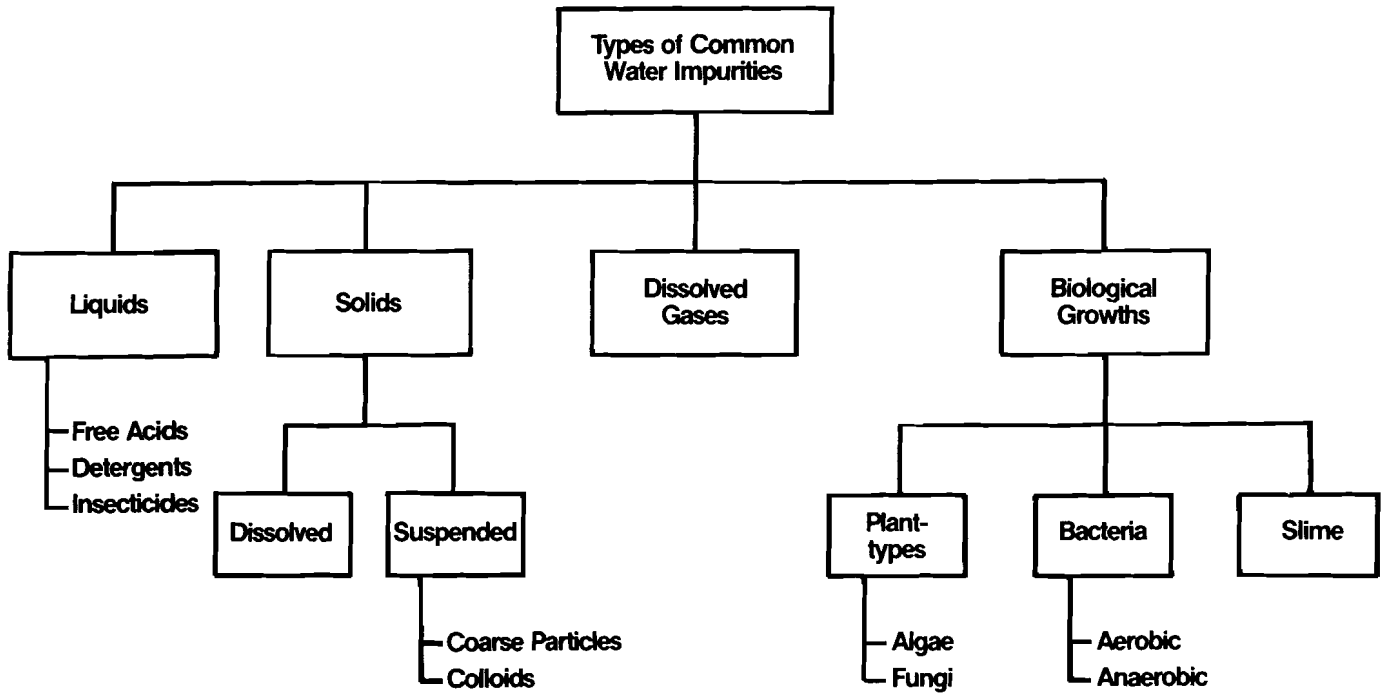 Types of Common
Water Impurities
Liquids
Solids
Dissolved
Gases
Biological
Growths
Free Acids
Detergents
Insecticides
Dissolved
Suspended
Plant-
types
Bacteria
Slime
Coarse Particles
Colloids
Algae
Fungi
Aerobic
Anaerobic